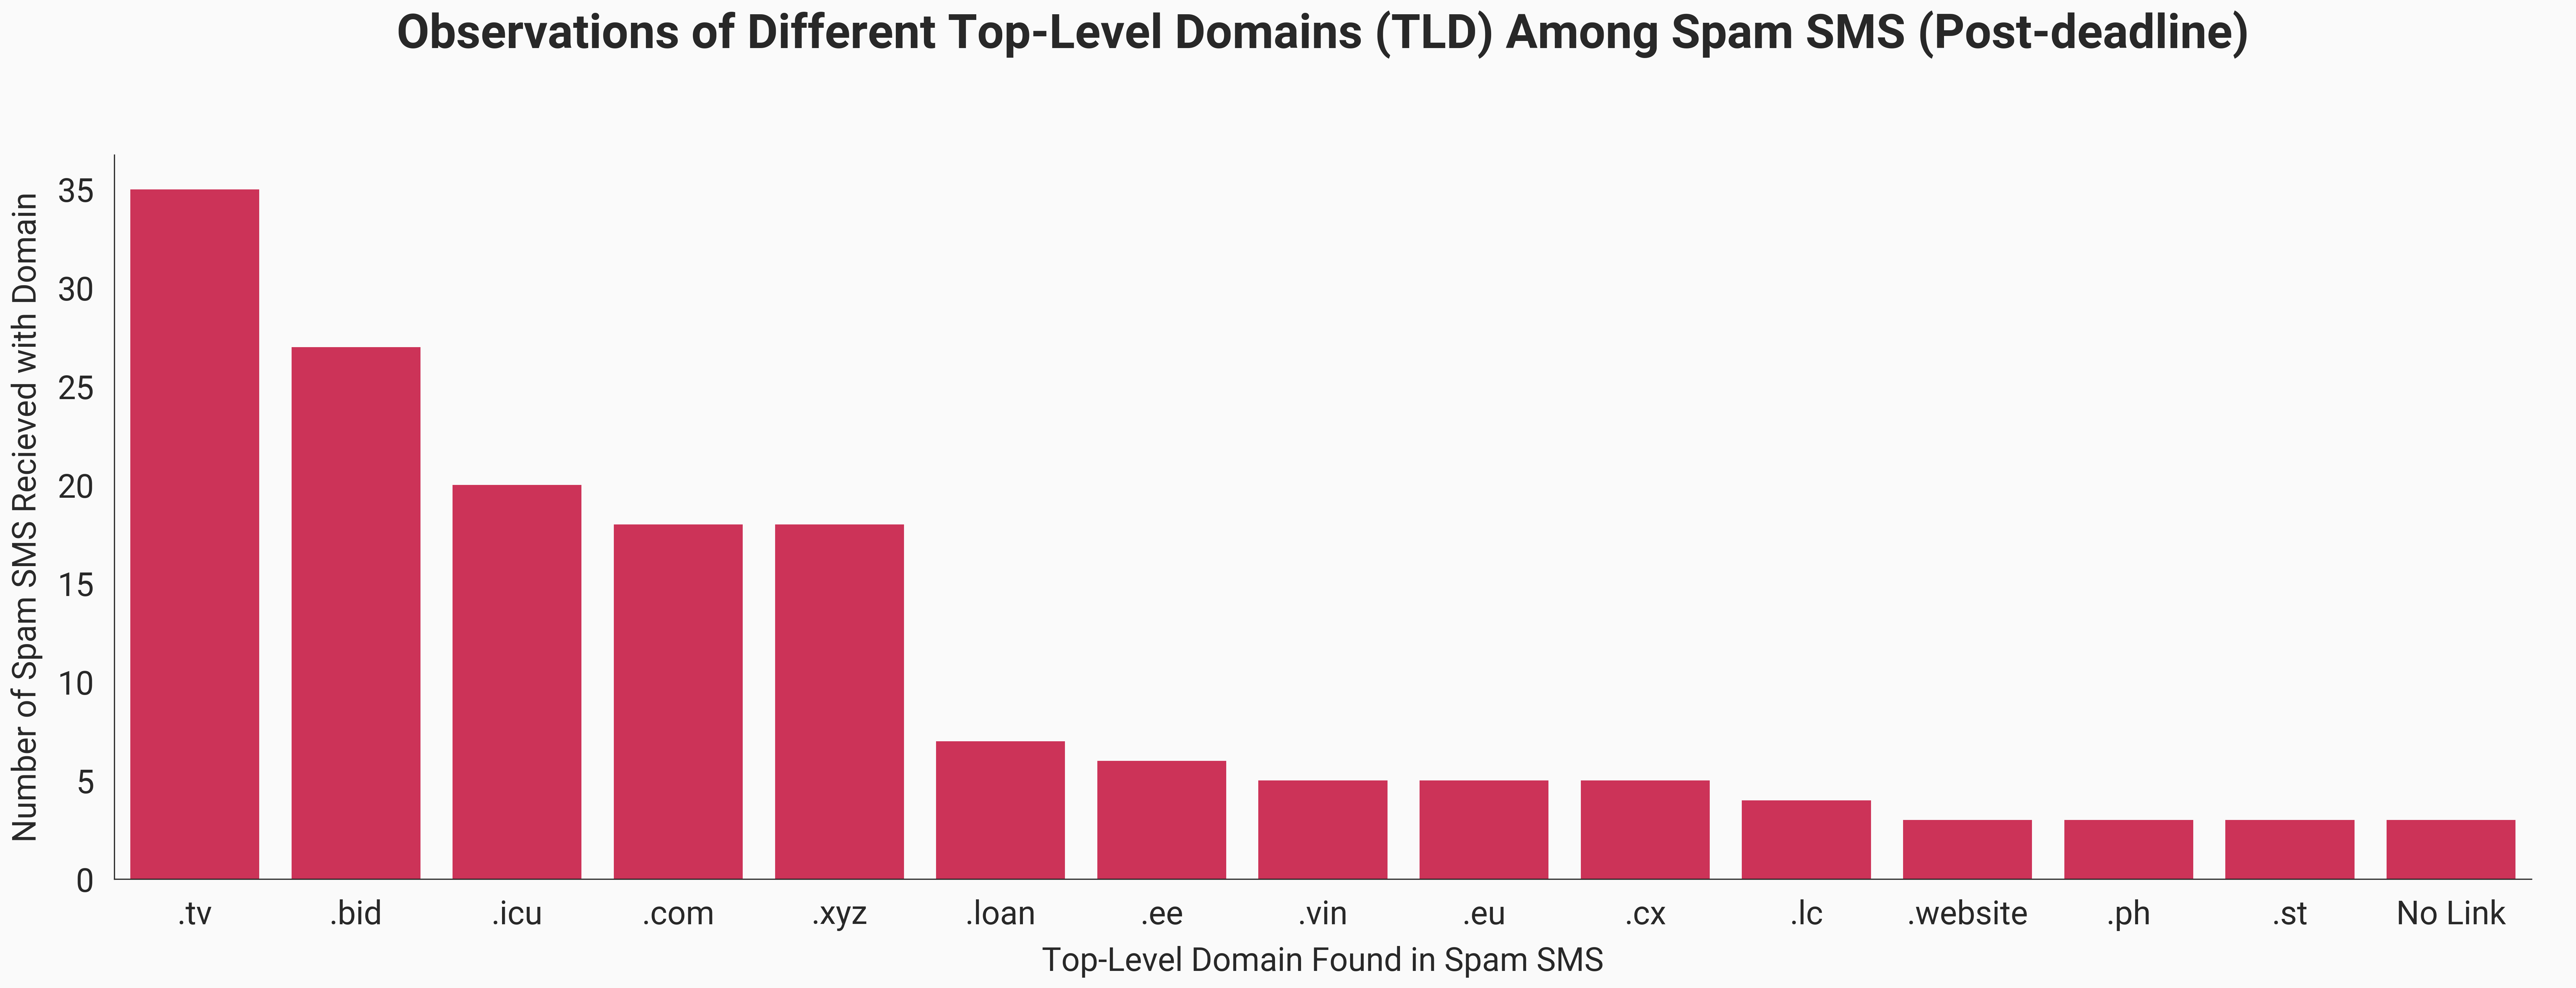 Observations of Different Top-Level Domains (TLD) Among Spam SMS (Post-deadline)
Number of Spam SMS Recieved with Domain
35
30
25
20
15
10
5
0
.tv .bid .icu .com .xyz .loan .ee .vin .eu .cx .lc .website .ph .st No Link
Top-Level Domain Found in Spam SMS